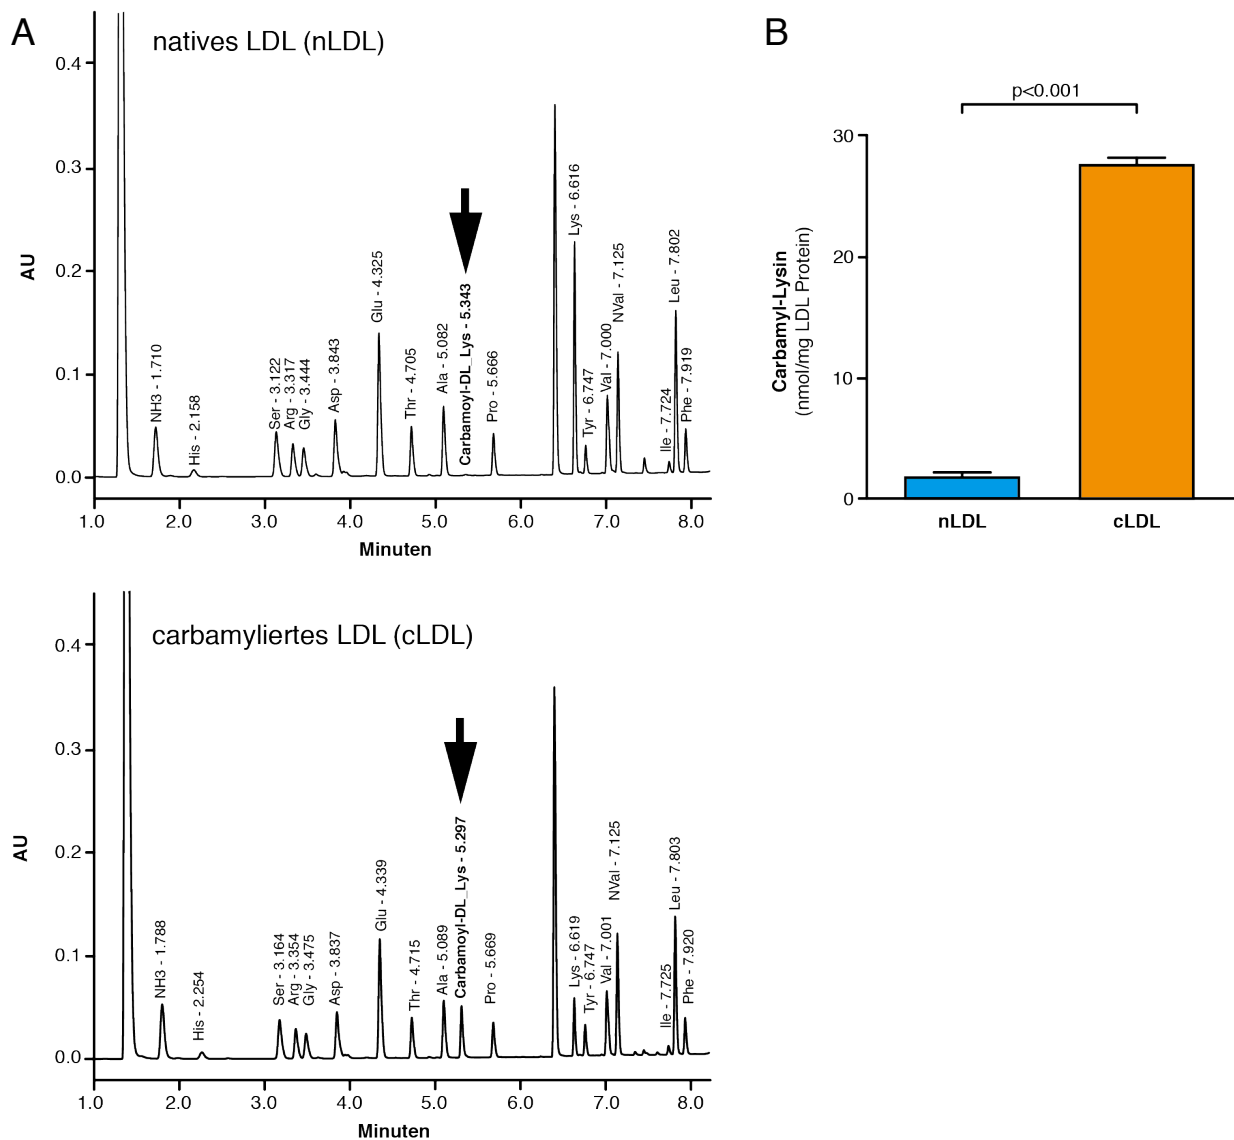 A
natives LDL (nLDL)
0.4
0.3
0.2
0.1
0.0
AU
NH3 - 1.710
His - 2.158
Ser - 3.122
Arg - 3.317
Gly - 3.444
Asp - 3.843
Glu - 4.325
Thr - 4.705
Ala - 5.082
Carbamoyl-DL_Lys - 5.343
Pro - 5.666
Lys - 6.616
Tyr - 6.747
Val - 7.000
NVal - 7.125
Ile - 7.724
Leu - 7.802
Phe - 7.919
1.0 2.0 3.0 4.0 5.0 6.0 7.0 8.0
Minuten
B
p<0.001
30
20
10
0
Carbamyl-Lysin
(nmol/mg LDL Protein)
nLDL cLDL
carbamyliertes LDL (cLDL)
0.4
0.3
0.2
0.1
0.0
AU
NH3 - 1.788
His - 2.254
Ser - 3.164
Arg - 3.354
Gly - 3.475
Asp - 3.837
Glu - 4.339
Thr - 4.715
Ala - 5.089
Carbamoyl-DL_Lys - 5.297
Pro - 5.669
Lys - 6.619
Tyr - 6.747
Val - 7.001
NVal - 7.125
Ile - 7.725
Leu - 7.803
Phe - 7.920
1.0 2.0 3.0 4.0 5.0 6.0 7.0 8.0
Minuten